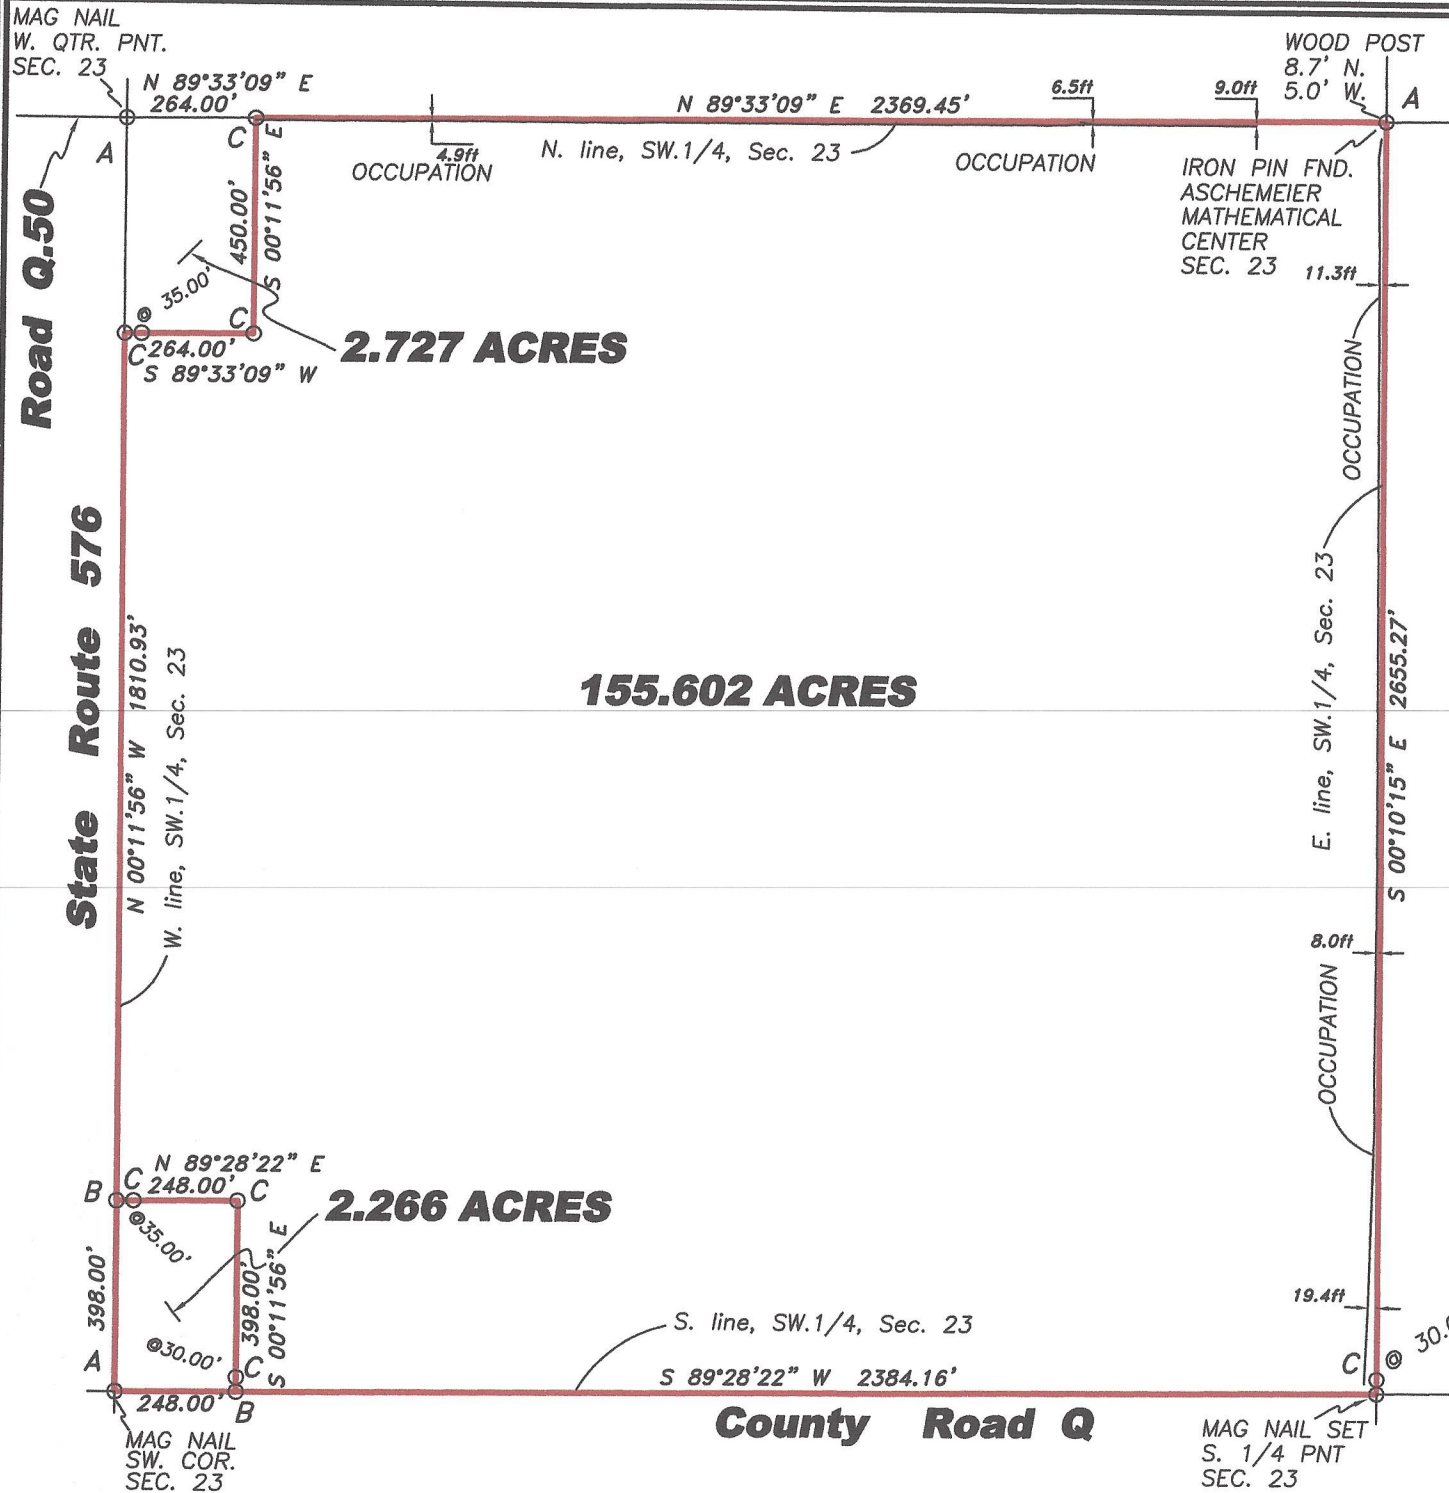 MAG NAIL
W. QTR. PNT.
SEC. 23
N 89°33'09" E
264.00'
N 89°33'09" E 2369.45'
6.5ft
9.0ft
WOOD POST
8.7' N.
5.0' W.
A
A
C
4.9ft
OCCUPATION
N. line, SW.1/4, Sec. 23
OCCUPATION
IRON PIN FND.
ASCHEMEIER
MATHEMATICAL
CENTER
SEC. 23
11.3ft
Road Q.50
450.00'
S 00°11'56" E
@ 35.00'
C
C
264.00'
S 89°33'09" W
2.727 ACRES
OCCUPATION
State Route 576
N 00°11'56" W 1810.93'
W. line, SW.1/4, Sec. 23
155.602 ACRES
E. line, SW.1/4, Sec. 23
S 00°10'15" E 2655.27'
8.0ft
OCCUPATION
N 89°28'22" E
B
C
248.00'
C
2.266 ACRES
@35.00'
398.00'
398.00'
S 00°11'56" E
@30.00'
A
C
248.00'
B
S. line, SW.1/4, Sec. 23
S 89°28'22" W 2384.16'
19.4ft
C
@
County Road Q
MAG NAIL
SW. COR.
SEC. 23
MAG NAIL SET
S. 1/4 PNT
SEC. 23